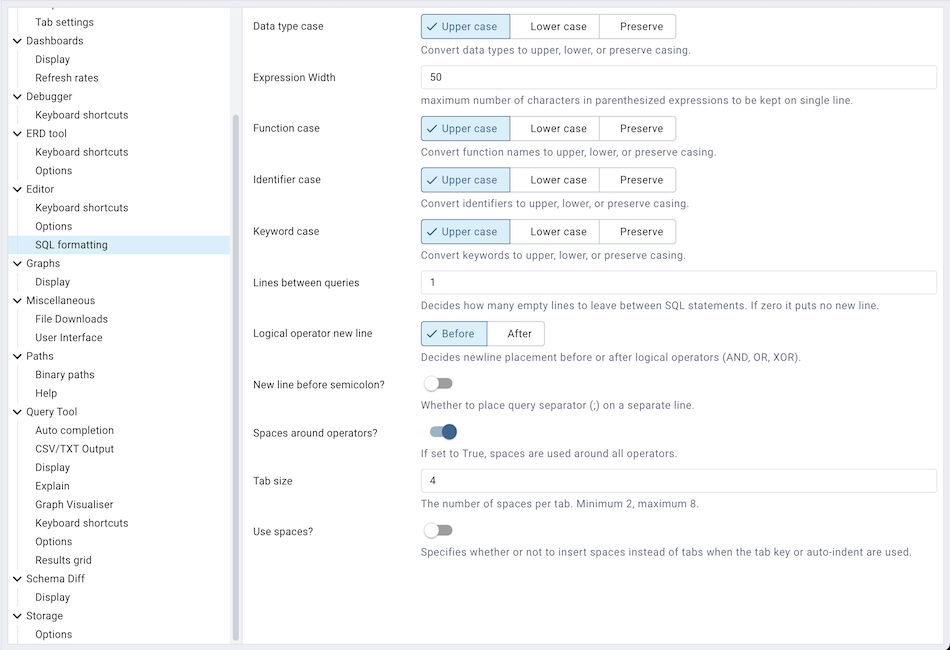 Tab settings
Dashboards
Display
Refresh rates
Debugger
Keyboard shortcuts
ERD tool
Keyboard shortcuts
Options
Editor
Keyboard shortcuts
Options
SQL formatting
Graphs
Display
Miscellaneous
File Downloads
User Interface
Paths
Binary paths
Help
Query Tool
Auto completion
CSV/TXT Output
Display
Explain
Graph Visualiser
Keyboard shortcuts
Options
Results grid
Schema Diff
Display
Storage
Options
Data type case Upper case Lower case Preserve
Convert data types to upper, lower, or preserve casing.
Expression Width 50
maximum number of characters in parenthesized expressions to be kept on single line.
Function case Upper case Lower case Preserve
Convert function names to upper, lower, or preserve casing.
Identifier case Upper case Lower case Preserve
Convert identifiers to upper, lower, or preserve casing.
Keyword case Upper case Lower case Preserve
Convert keywords to upper, lower, or preserve casing.
Lines between queries 1
Decides how many empty lines to leave between SQL statements. If zero it puts no new line.
Logical operator new line Before After
Decides newline placement before or after logical operators (AND, OR, XOR).
New line before semicolon?
Whether to place query separator (;) on a separate line.
Spaces around operators?
If set to True, spaces are used around all operators.
Tab size 4
The number of spaces per tab. Minimum 2, maximum 8.
Use spaces?
Specifies whether or not to insert spaces instead of tabs when the tab key or auto-indent are used.